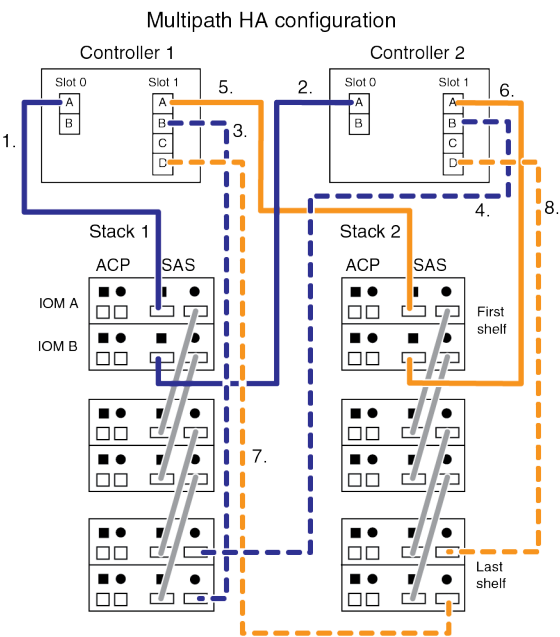 Multipath HA configuration
Controller 1
Controller 2
Slot 0
Slot 1
Slot 0
Slot 1
A
B
A
B
C
D
A
B
A
B
C
D
1.
5.
3.
2.
6.
4.
8.
Stack 1
Stack 2
ACP
SAS
ACP
SAS
IOM A
IOM B
First
shelf
7.
Last
shelf